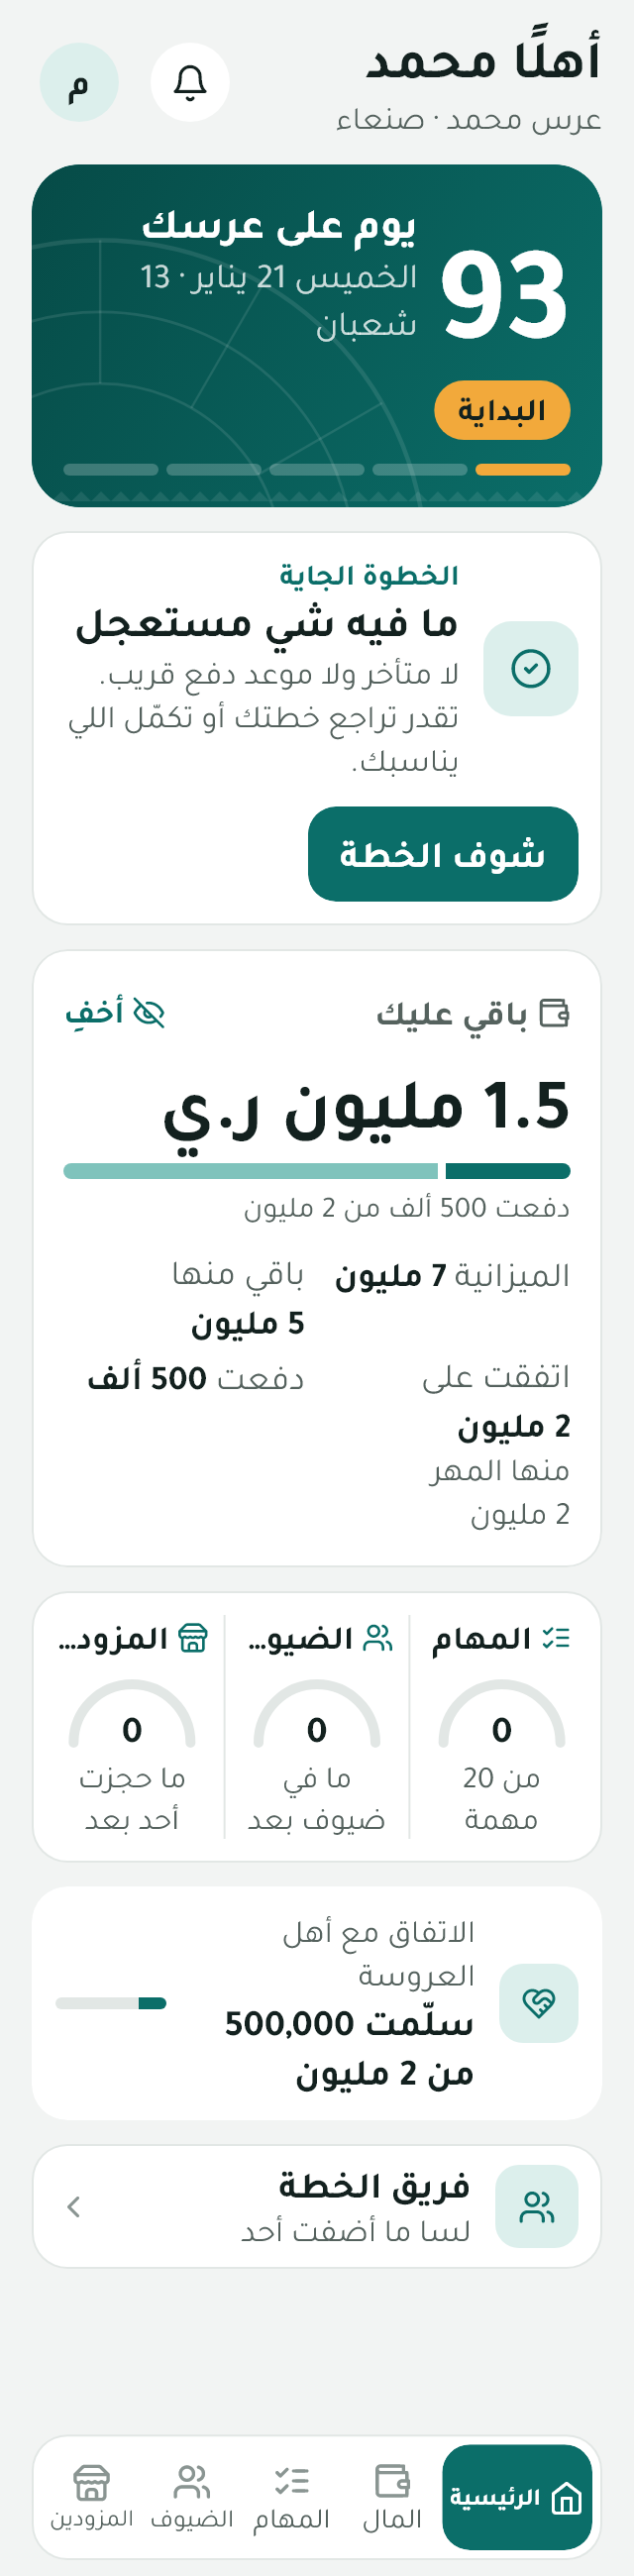 أهلًا محمد
عرس محمد · صنعاء
م
93
يوم على عرسك
الخميس 21 يناير · 13
شعبان
البداية
الخطوة الجاية
ما فيه شي مستعجل
لا متأخر ولا موعد دفع قريب.
تقدر تراجع خطتك أو تكمّل اللي
يناسبك.
شوف الخطة
باقي عليك
أخفِ
1.5 مليون ر.ي
دفعت 500 ألف من 2 مليون
الميزانية 7 مليون
باقي منها
5 مليون
اتفقت على
2 مليون
منها المهر
2 مليون
دفعت 500 ألف
المهام
0
من 20
مهمة
الضيو...
0
ما في
ضيوف بعد
المزود...
0
ما حجزت
أحد بعد
الاتفاق مع أهل
العروسة
سلّمت 500,000
من 2 مليون
فريق الخطة
لسا ما أضفت أحد
الرئيسية
المال
المهام
الضيوف
المزودين